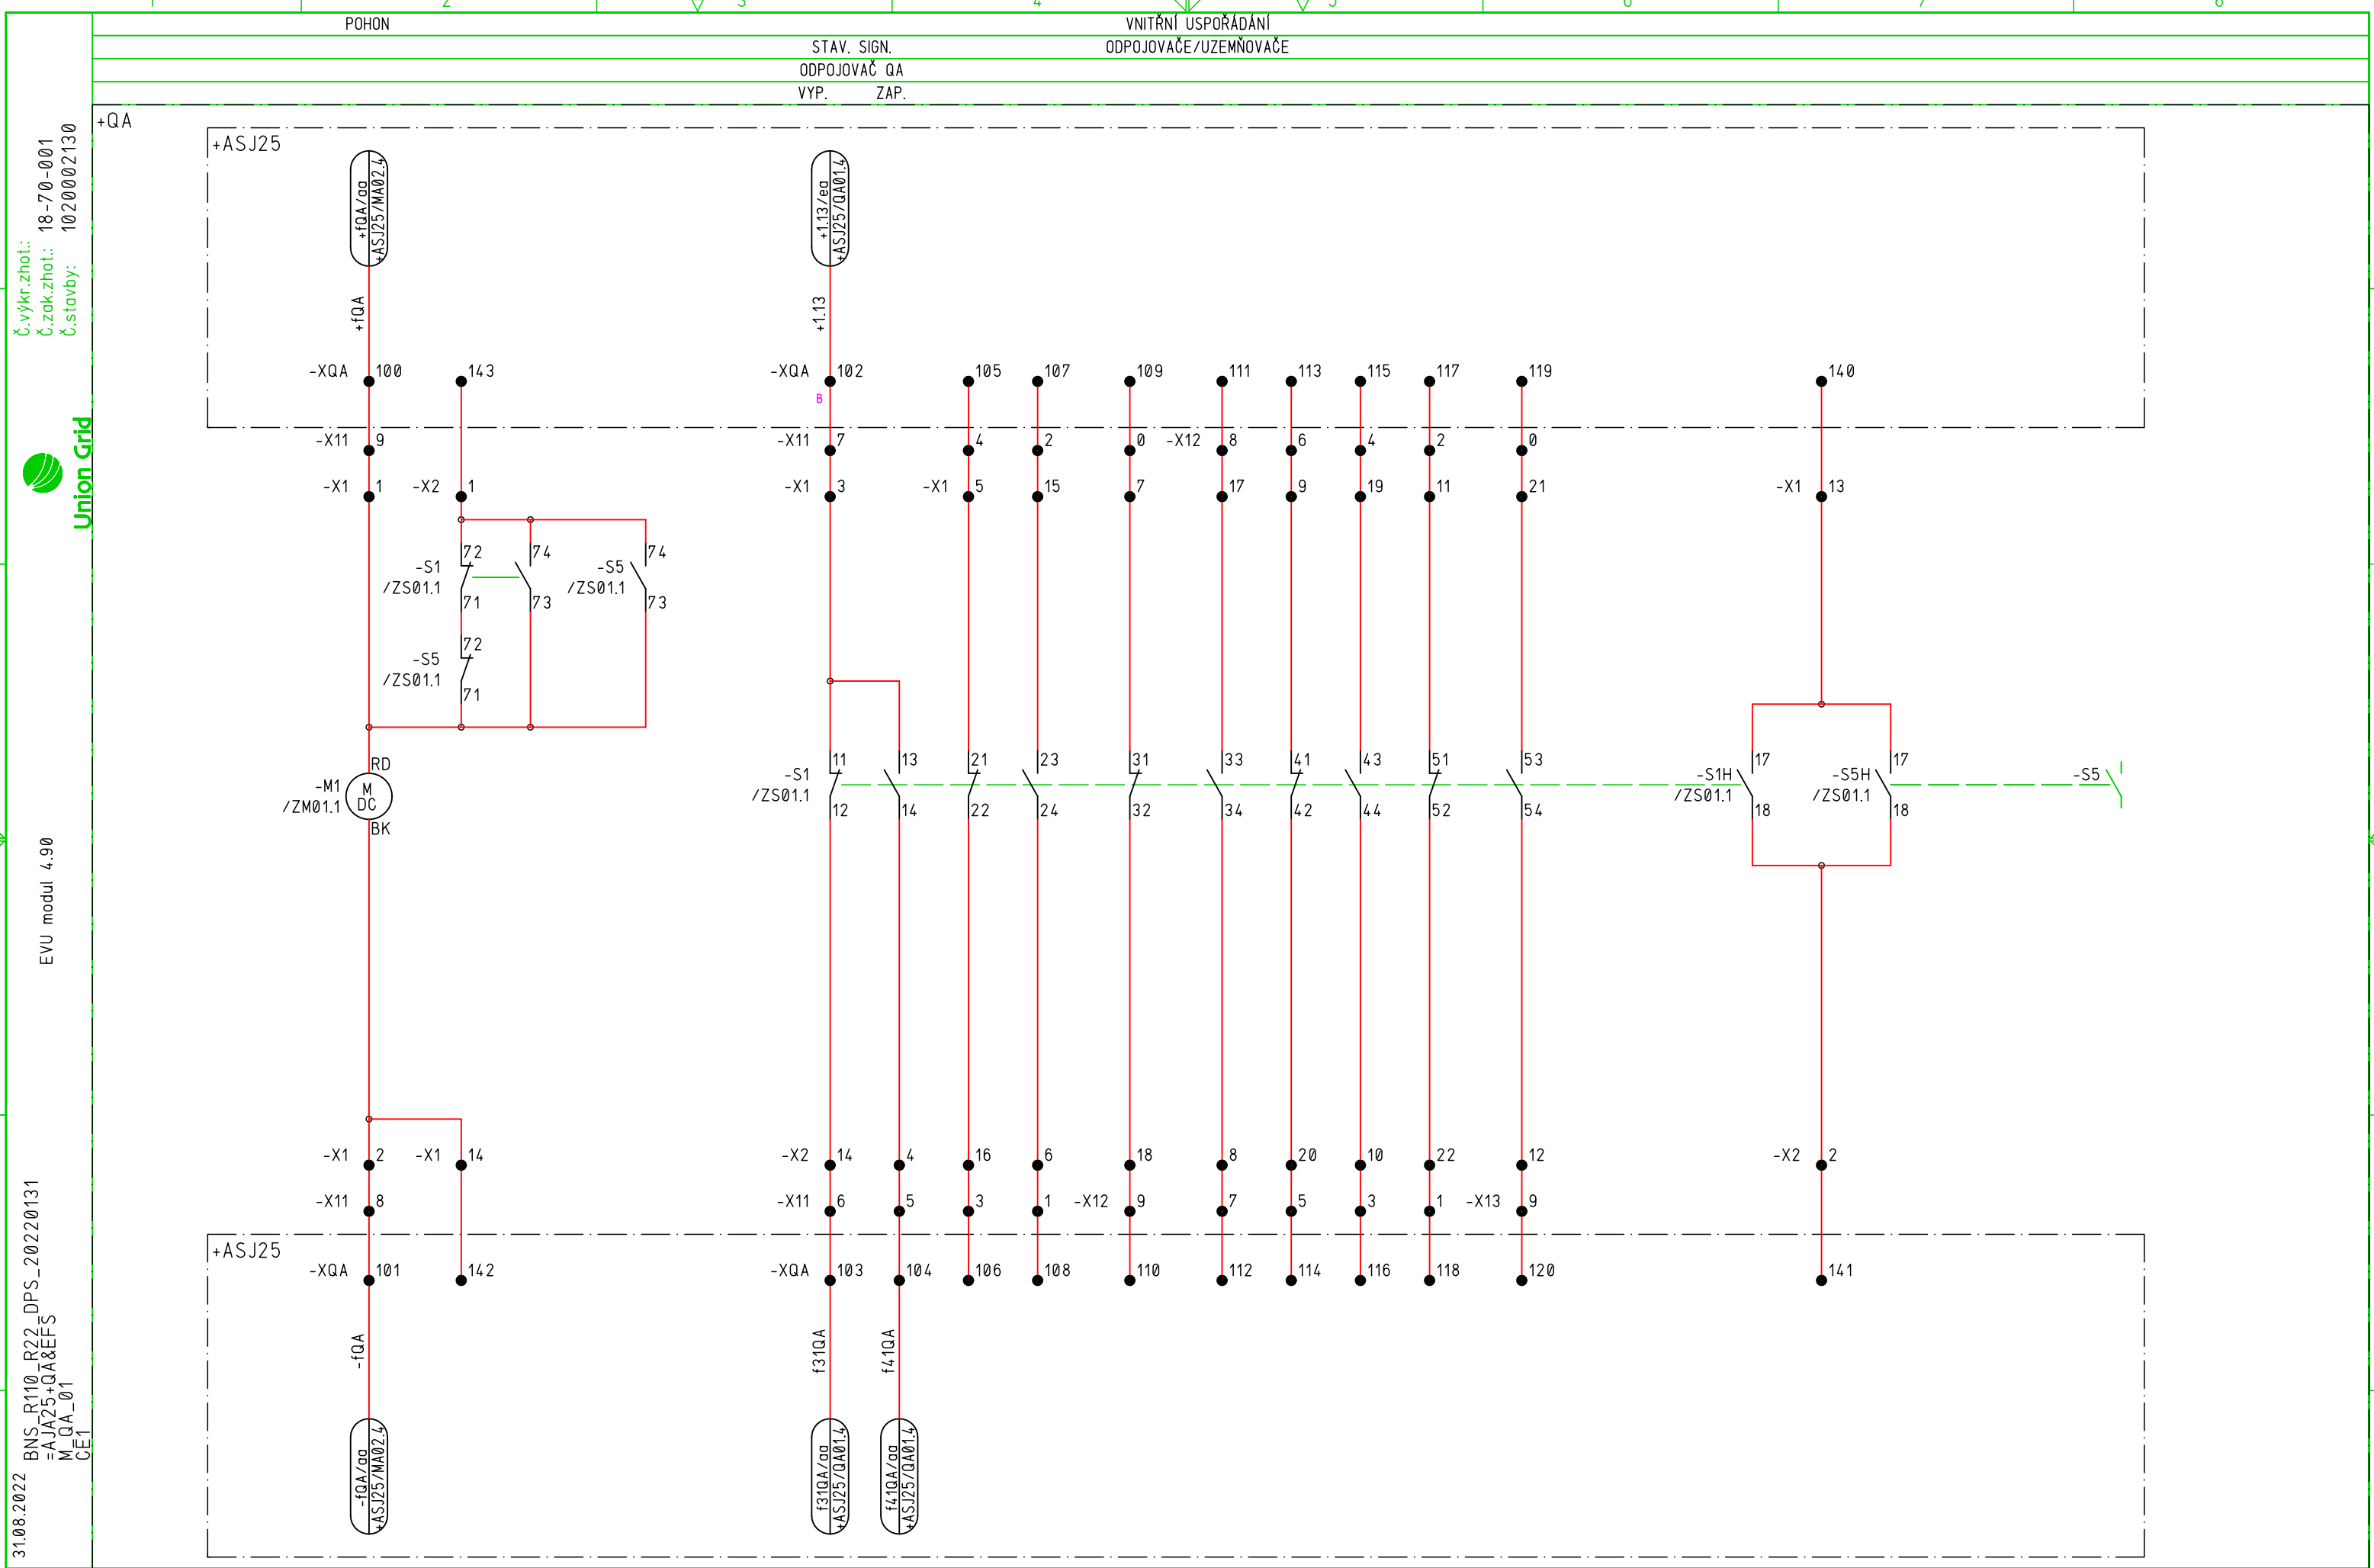 1 2 3 4 5 6 7 8
POHON VNITŘNÍ USPOŘÁDÁNÍ
STAV. SIGN. ODPOJOVAČE/UZEMŇOVAČE
ODPOJOVAČ QA
VYP. ZAP.
+QA
+ASJ25
+fQA/aa
+ASJ25/MA02.4
+1.13/ea
+ASJ25/QA01.4
+fQA
+1.13
-XQA 100 143 -XQA 102 105 107 109 111 113 115 117 119 140
B
-X11 9 -X11 7 4 2 0 -X12 8 6 4 2 0
-X1 1 -X2 1 -X1 3 -X1 5 15 7 17 9 19 11 21 -X1 13
72 74 74
-S1 -S5
/ZS01.1 /ZS01.1
71 73 73
72
-S5
/ZS01.1
71
RD 11 13 21 23 31 33 41 43 51 53 17 17
-M1 M -S1 -S1H -S5H -S5
/ZM01.1 DC /ZS01.1 /ZS01.1 /ZS01.1
BK 12 14 22 24 32 34 42 44 52 54 18 18
-X1 2 -X1 14 -X2 14 4 16 6 18 8 20 10 22 12 -X2 2
-X11 8 -X11 6 5 3 1 -X12 9 7 5 3 1 -X13 9
+ASJ25
-XQA 101 142 -XQA 103 104 106 108 110 112 114 116 118 120 141
-fQA
f31QA
f41QA
-fQA/aa
+ASJ25/MA02.4
f31QA/aa
+ASJ25/QA01.4
f41QA/aa
+ASJ25/QA01.4
Č.výkr.zhot.:
Č.zak.zhot.: 18-70-001
Č.stavby: 1020002130
Union Grid
EVU modul 4.90
BNS_R110_R22_DPS_20220131
=AJA25+QA&EFS
M_QA_01
CE1
31.08.2022